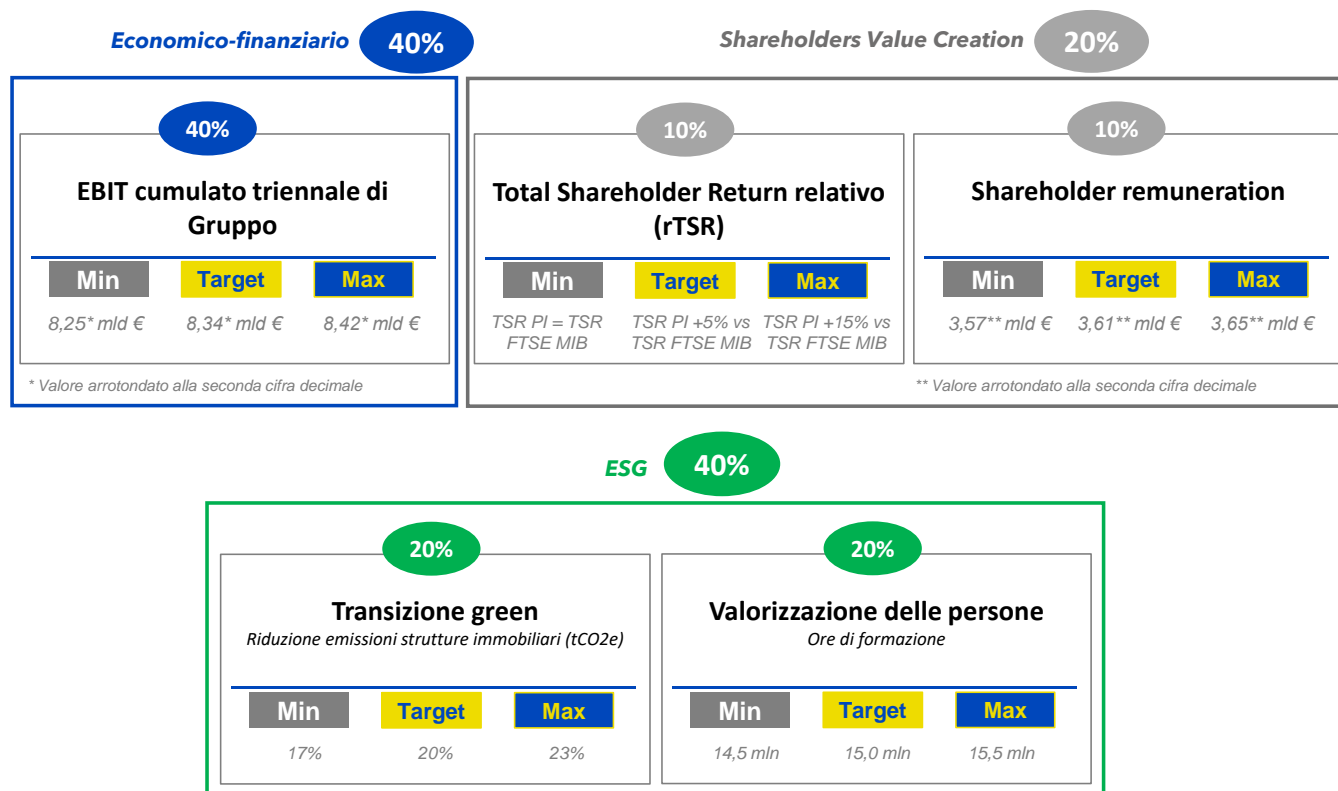 Economico-finanziario 40%
40%
EBIT cumulato triennale di
Gruppo
Min Target Max
8,25* mld € 8,34* mld € 8,42* mld €
* Valore arrotondato alla seconda cifra decimale
Shareholders Value Creation 20%
10%
Total Shareholder Return relativo
(rTSR)
Min Target Max
TSR PI = TSR TSR PI +5% vs TSR PI +15% vs
FTSE MIB TSR FTSE MIB TSR FTSE MIB
10%
Shareholder remuneration
Min Target Max
3,57** mld € 3,61** mld € 3,65** mld €
** Valore arrotondato alla seconda cifra decimale
ESG 40%
20%
Transizione green
Riduzione emissioni strutture immobiliari (tCO2e)
Min Target Max
17% 20% 23%
20%
Valorizzazione delle persone
Ore di formazione
Min Target Max
14,5 mln 15,0 mln 15,5 mln